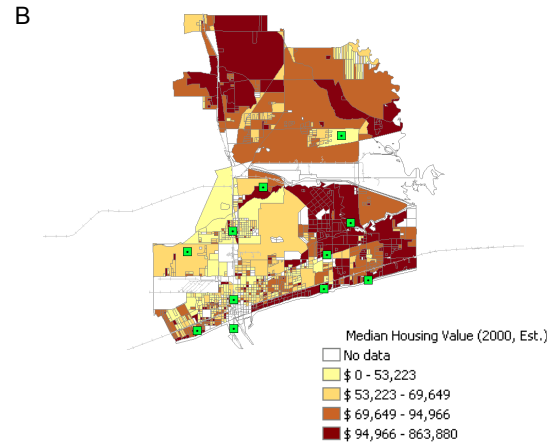 B
Median Housing Value (2000, Est.)
No data
$ 0 - 53,223
$ 53,223 - 69,649
$ 69,649 - 94,966
$ 94,966 - 863,880